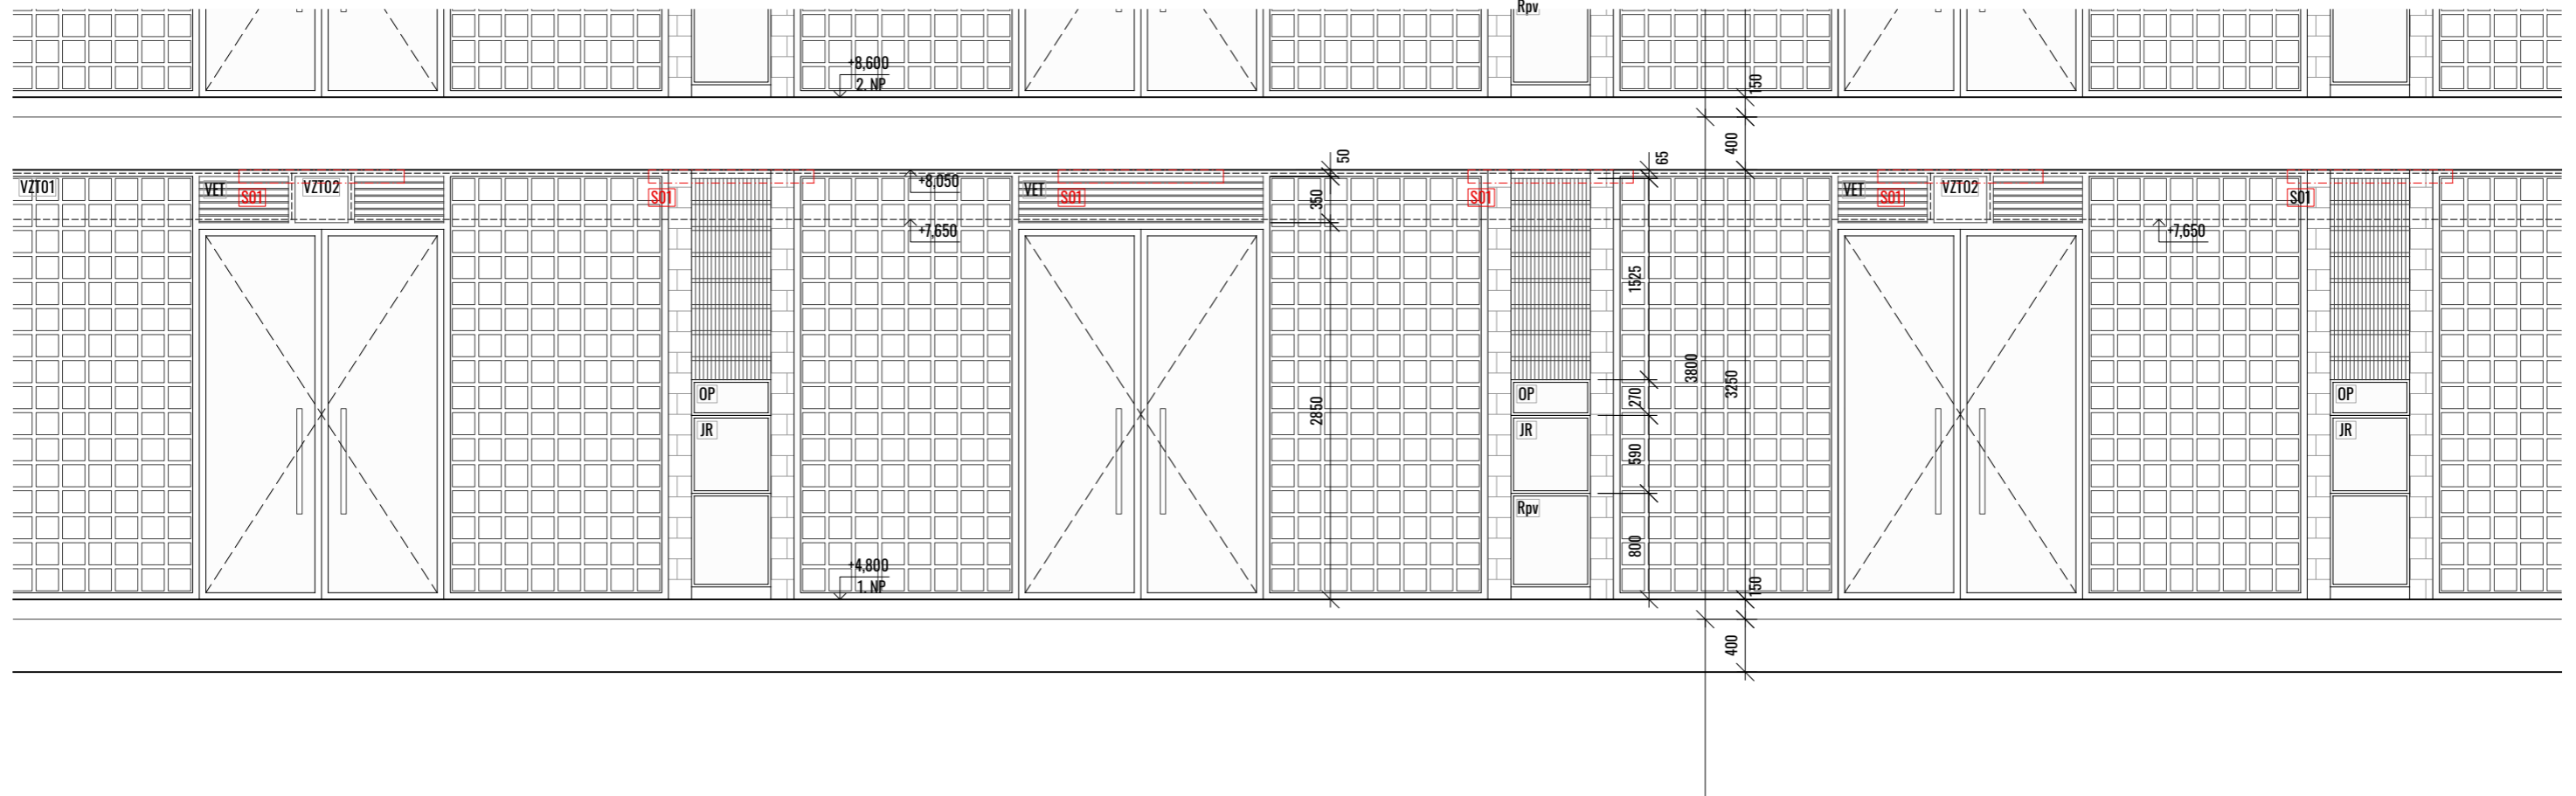 Rpv
+8,600
2. NP
150
400
50
65
VZT01
VET
S01
VZT02
S01
+8,050
VET
S01
350
S01
VET
S01
VZT02
S01
+7,650
+7,650
1525
3800
3250
2850
270
OP
OP
OP
JR
JR
JR
590
Rpv
800
+4,800
1. NP
150
400